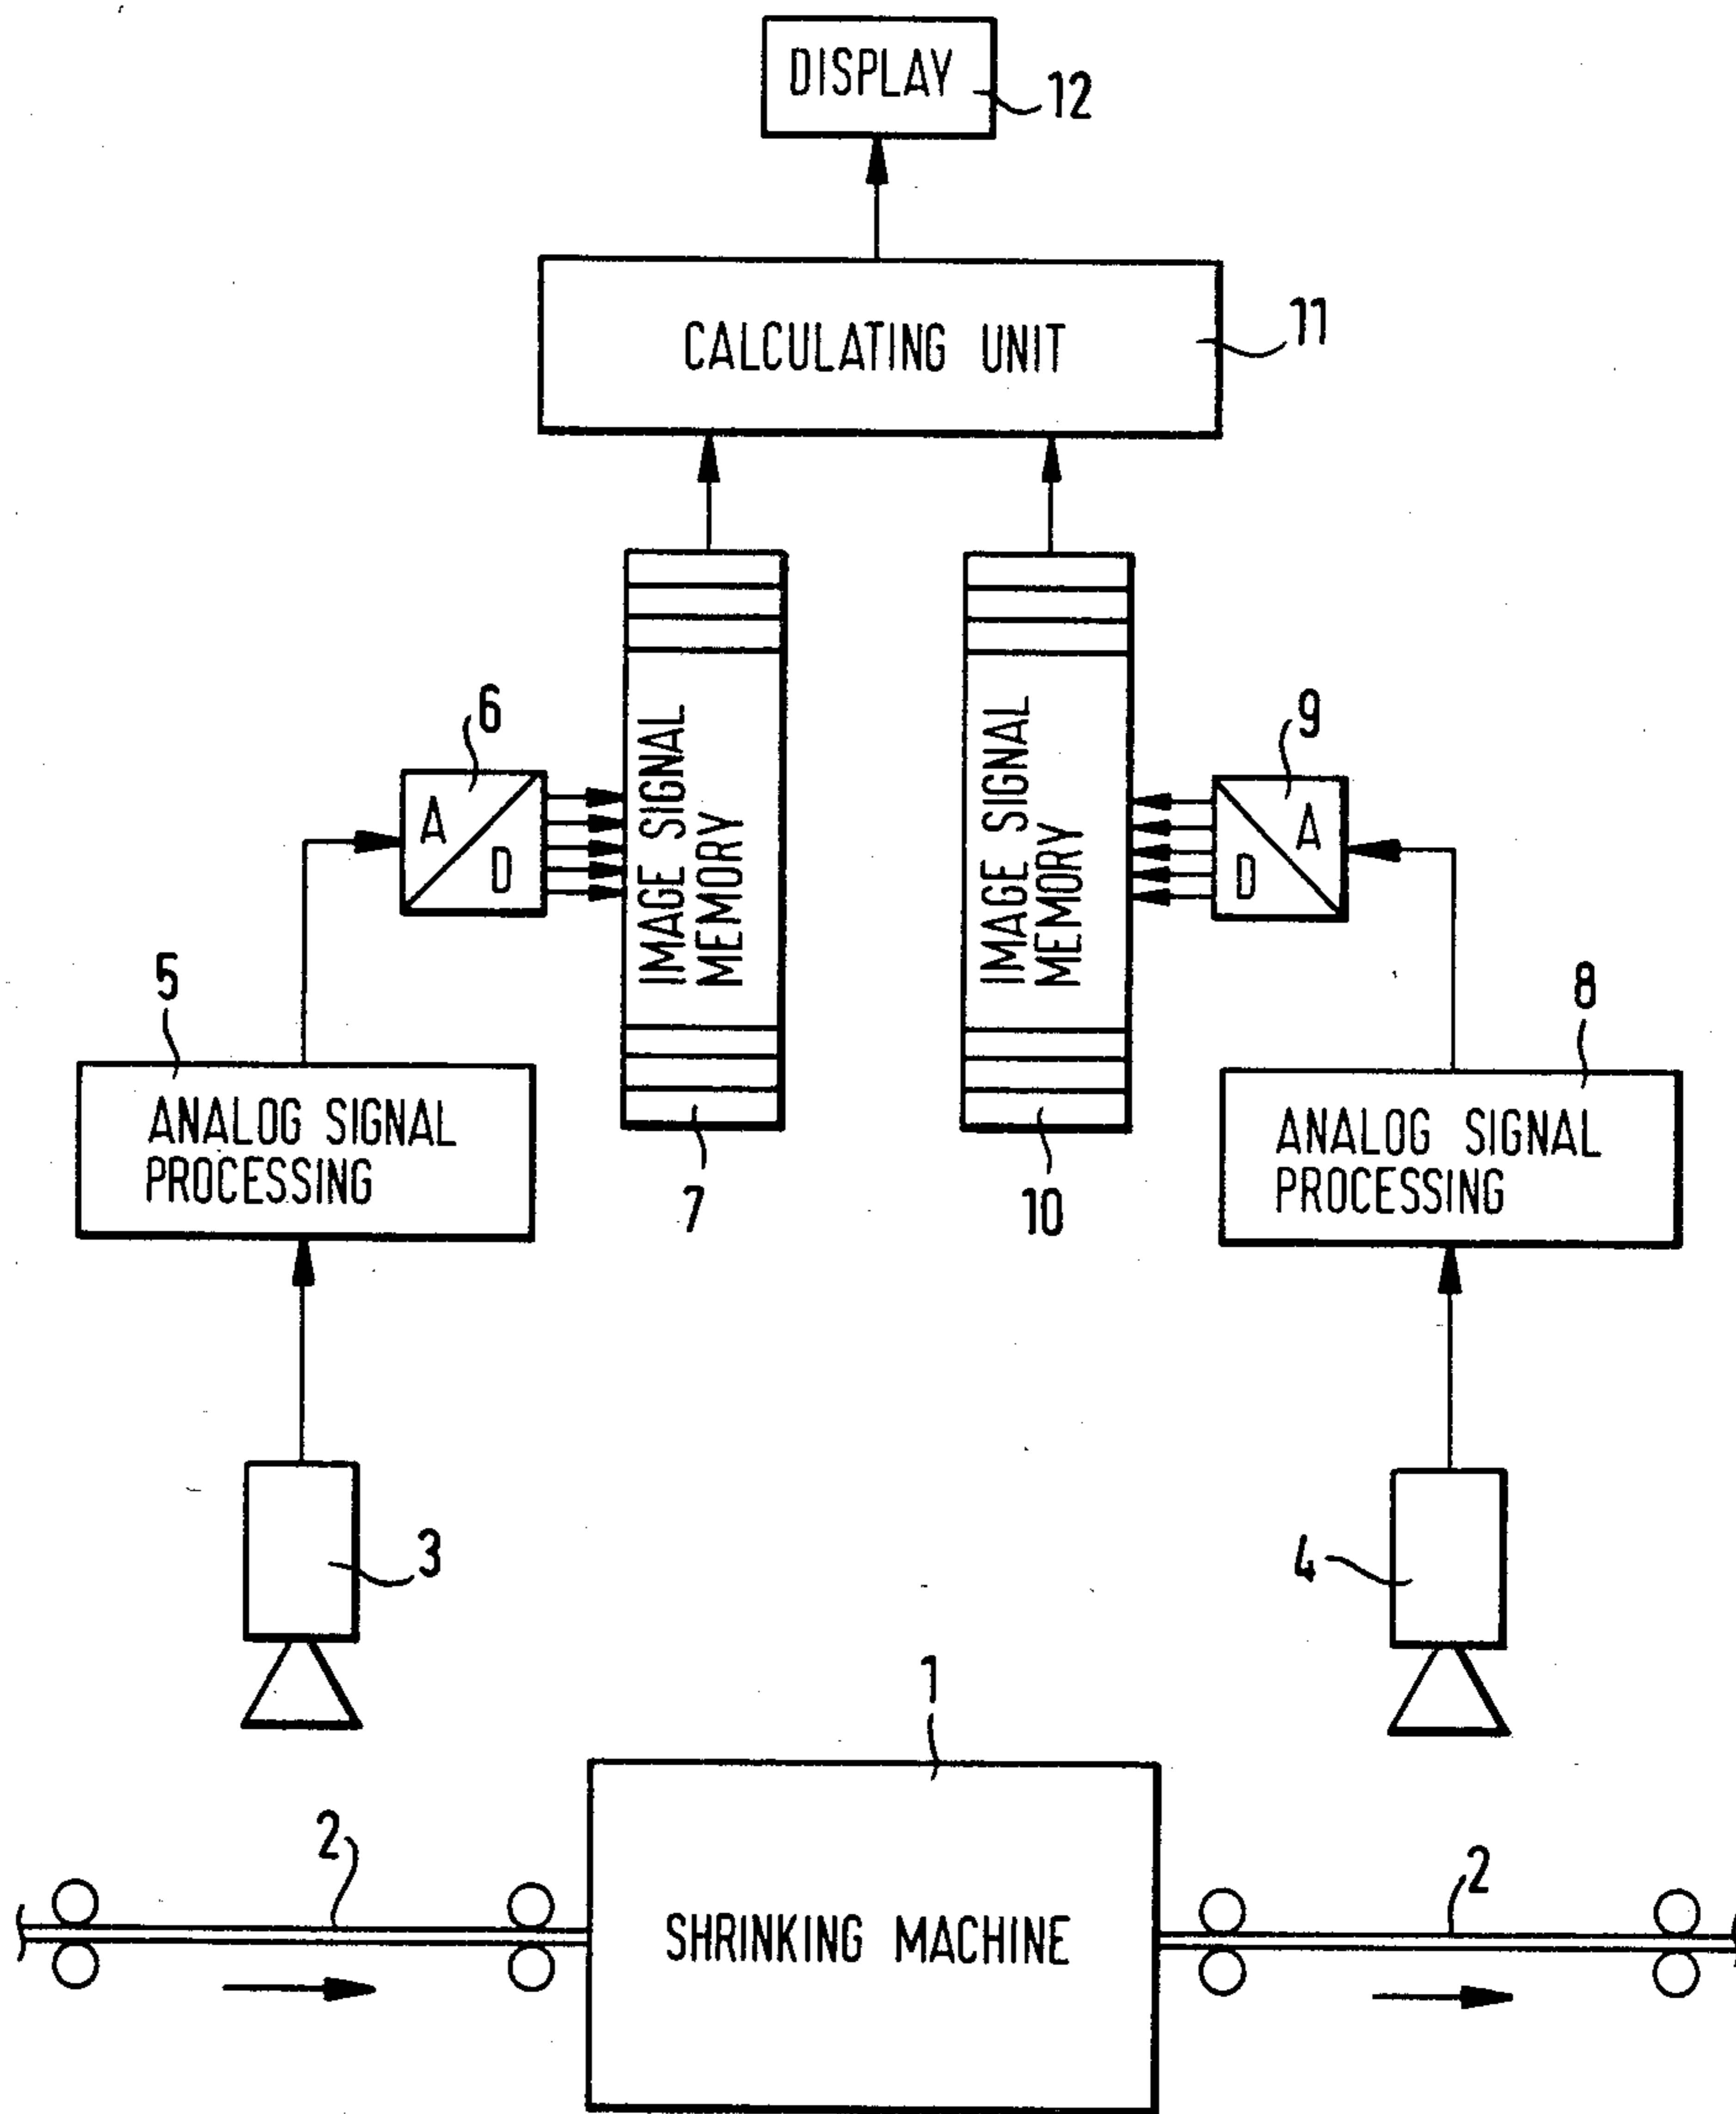 DISPLAY
12
CALCULATING UNIT
11
6
A
D
IMAGE SIGNAL
MEMORY
IMAGE SIGNAL
MEMORY
9
A
D
5
ANALOG SIGNAL
PROCESSING
7
10
8
ANALOG SIGNAL
PROCESSING
3
4
1
2
SHRINKING MACHINE
2